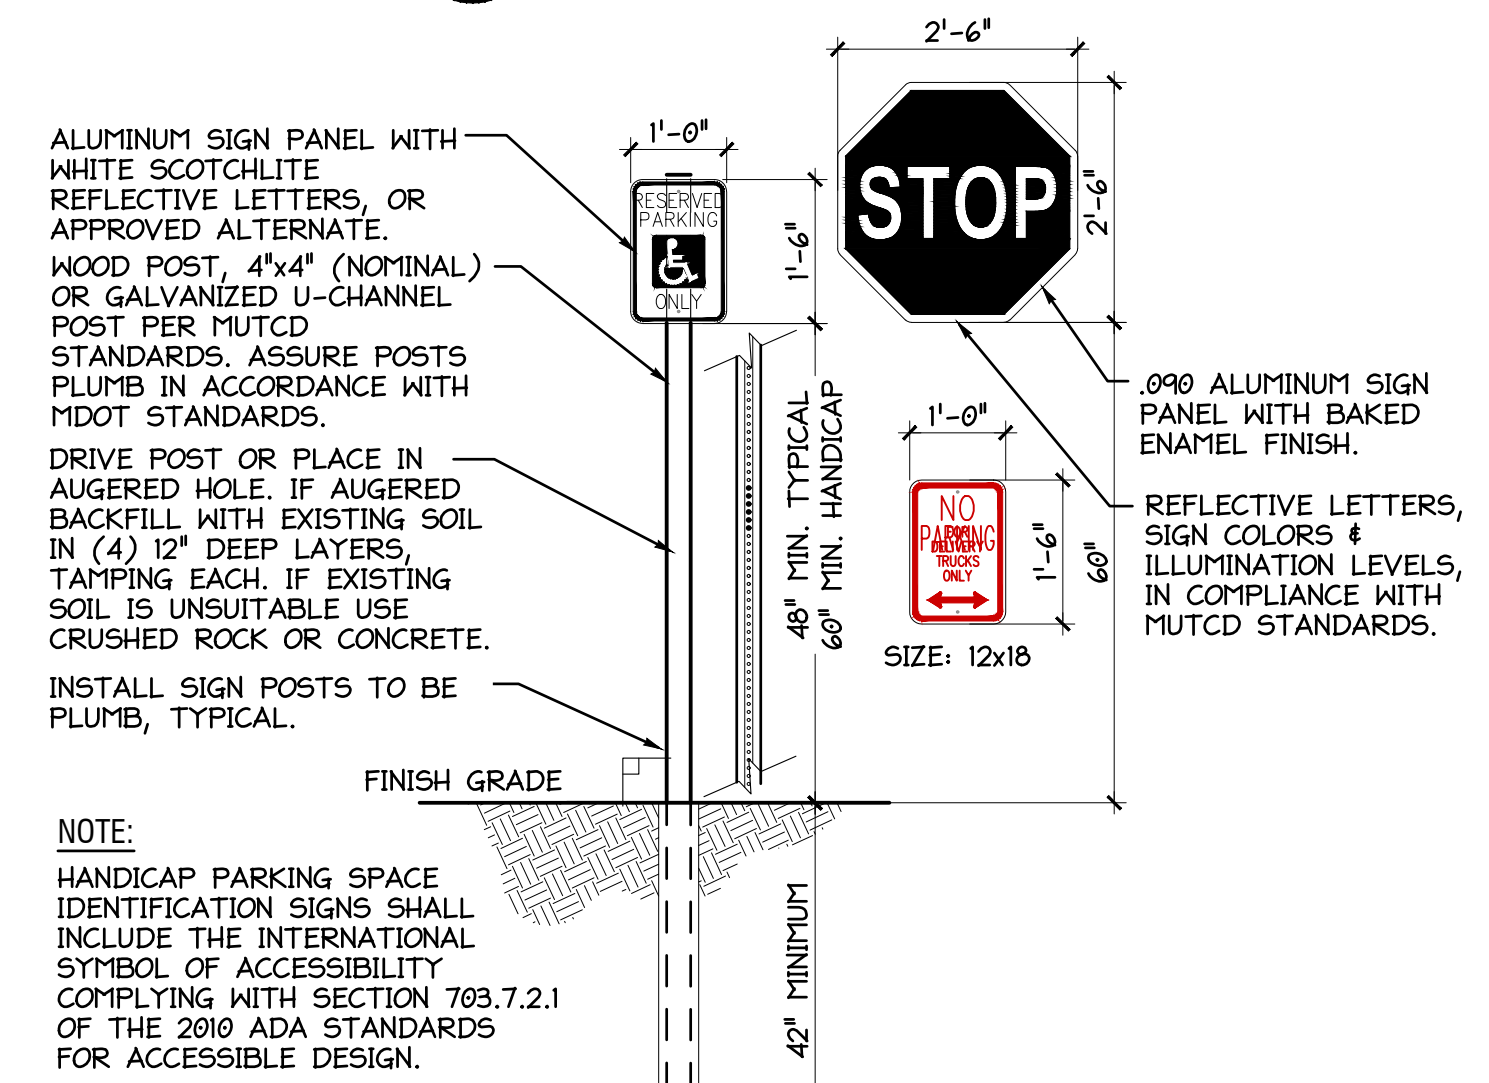 2'-6"
ALUMINUM SIGN PANEL WITH
WHITE SCOTCHLITE
REFLECTIVE LETTERS, OR
APPROVED ALTERNATE.
WOOD POST, 4"x4" (NOMINAL)
OR GALVANIZED U-CHANNEL
POST PER MUTCD
STANDARDS. ASSURE POSTS
PLUMB IN ACCORDANCE WITH
MDOT STANDARDS.
DRIVE POST OR PLACE IN
AUGERED HOLE. IF AUGERED
BACKFILL WITH EXISTING SOIL
IN (4) 12" DEEP LAYERS,
TAMPING EACH. IF EXISTING
SOIL IS UNSUITABLE USE
CRUSHED ROCK OR CONCRETE.
INSTALL SIGN POSTS TO BE
PLUMB, TYPICAL.
FINISH GRADE
NOTE:
HANDICAP PARKING SPACE
IDENTIFICATION SIGNS SHALL
INCLUDE THE INTERNATIONAL
SYMBOL OF ACCESSIBILITY
COMPLYING WITH SECTION 703.7.2.1
OF THE 2010 ADA STANDARDS
FOR ACCESSIBLE DESIGN.
1'-0"
RESERVED
PARKING
ONLY
1'-6"
48" MIN. TYPICAL
60" MIN. HANDICAP
42" MINIMUM
STOP
2'-6"
1'-0"
NO
PARKING
FOR
DELIVERY
TRUCKS
ONLY
1'-6"
60"
SIZE: 12x18
.090 ALUMINUM SIGN
PANEL WITH BAKED
ENAMEL FINISH.
REFLECTIVE LETTERS,
SIGN COLORS &
ILLUMINATION LEVELS,
IN COMPLIANCE WITH
MUTCD STANDARDS.